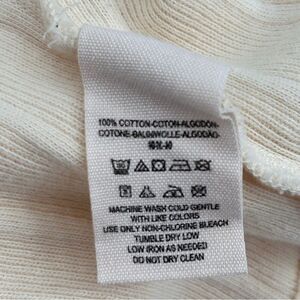 100% COTTON-COTON-ALGODÓN-
COTONE-BAUMWOLLE-ALGODÃO-
MACHINE WASH COLD GENTLE
WITH LIKE COLORS
USE ONLY NON-CHLORINE BLEACH
TUMBLE DRY LOW
LOW IRON AS NEEDED
DO NOT DRY CLEAN